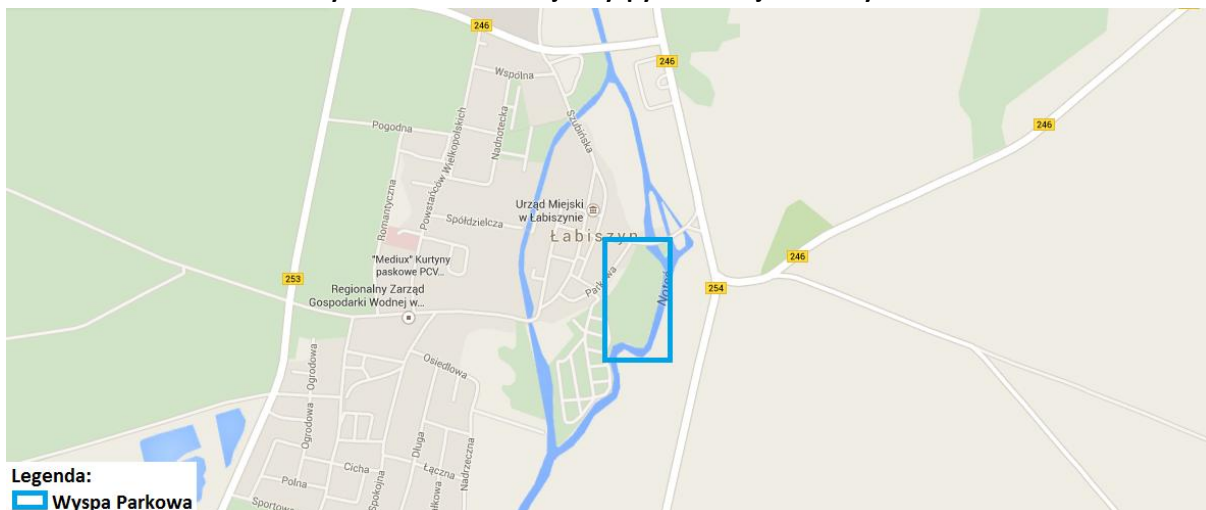 246
Wspólna
246
Szubińska
Pogodna
Nadnotecka
Powstańców Wielkopolskich
246
Romantyczna
Urząd Miejski
w Łabiszynie
Spółdzielcza
Łabiszyn
246
"Mediux" Kurtyny
paskowe PCV...
253
Parkowa
Noteć
254
Regionalny Zarząd
Gospodarki Wodnej w...
Osiedlowa
Ogrodowa
Ogrodowa
Długa
Cicha
Łączna
Nadrzeczna
Polna
Spokojna
Sportowa
Legenda:
Wyspa Parkowa